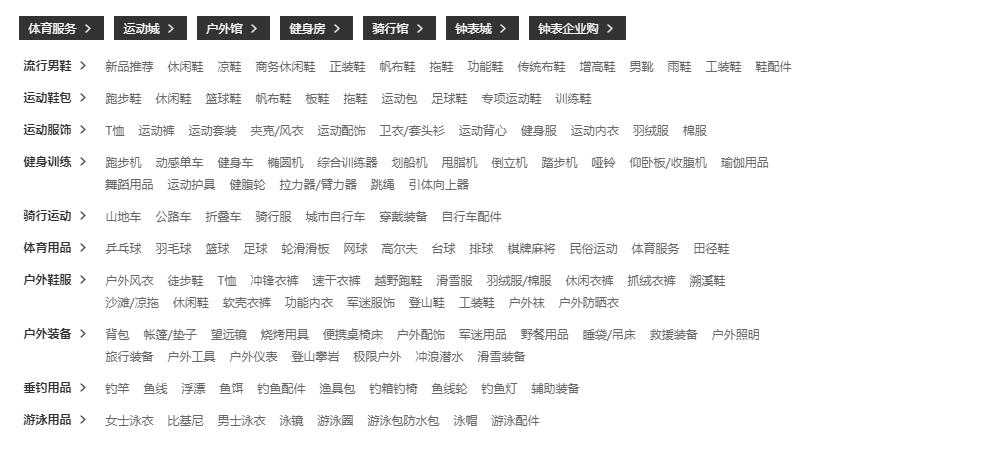 体育服务 运动城 户外馆 健身房 骑行馆 钟表城 钟表企业购
流行男鞋 新品推荐 休闲鞋 凉鞋 商务休闲鞋 正装鞋 帆布鞋 拖鞋 功能鞋 传统布鞋 增高鞋 男靴 雨鞋 工装鞋 鞋配件
运动鞋包 跑步鞋 休闲鞋 篮球鞋 帆布鞋 板鞋 拖鞋 运动包 足球鞋 专项运动鞋 训练鞋
运动服饰 T恤 运动裤 运动套装 夹克/风衣 运动配饰 卫衣/套头衫 运动背心 健身服 运动内衣 羽绒服 棉服
健身训练 跑步机 动感单车 健身车 椭圆机 综合训练器 划船机 甩脂机 倒立机 踏步机 哑铃 仰卧板/收腹机 瑜伽用品
舞蹈用品 运动护具 健腹轮 拉力器/臂力器 跳绳 引体向上器
骑行运动 山地车 公路车 折叠车 骑行服 城市自行车 穿戴装备 自行车配件
体育用品 乒乓球 羽毛球 篮球 足球 轮滑滑板 网球 高尔夫 台球 排球 棋牌麻将 民俗运动 体育服务 田径鞋
户外鞋服 户外风衣 徒步鞋 T恤 冲锋衣裤 速干衣裤 越野跑鞋 滑雪服 羽绒服/棉服 休闲衣裤 抓绒衣裤 溯溪鞋
沙滩/凉拖 休闲鞋 软壳衣裤 功能内衣 军迷服饰 登山鞋 工装鞋 户外袜 户外防晒衣
户外装备 背包 帐篷/垫子 望远镜 烧烤用具 便携桌椅床 户外配饰 军迷用品 野餐用品 睡袋/吊床 救援装备 户外照明
旅行装备 户外工具 户外仪表 登山攀岩 极限户外 冲浪潜水 滑雪装备
垂钓用品 钓竿 鱼线 浮漂 鱼饵 钓鱼配件 渔具包 钓箱钓椅 鱼线轮 钓鱼灯 辅助装备
游泳用品 女士泳衣 比基尼 男士泳衣 泳镜 游泳圈 游泳包防水包 泳帽 游泳配件